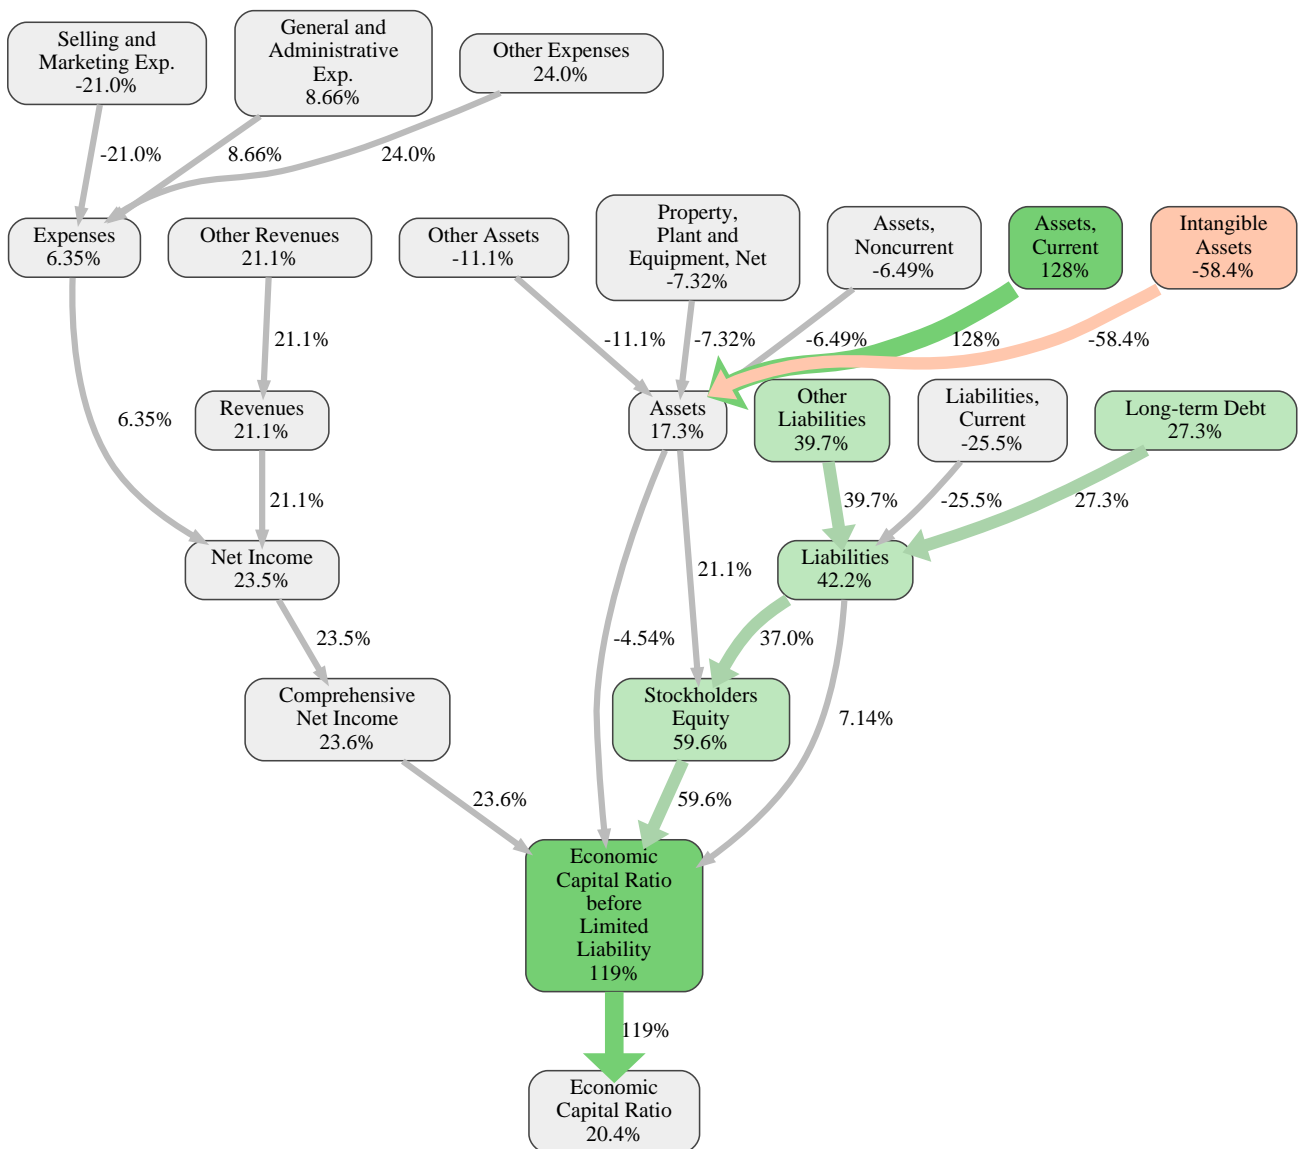 Selling and
Marketing Exp.
-21.0%
General and
Administrative
Exp.
8.66%
Other Expenses
24.0%
-21.0%
8.66%
24.0%
Expenses
6.35%
Other Revenues
21.1%
Other Assets
-11.1%
Property,
Plant and
Equipment, Net
-7.32%
Assets,
Noncurrent
-6.49%
Assets,
Current
128%
Intangible
Assets
-58.4%
21.1%
-11.1%
-7.32%
-6.49%
128%
-58.4%
6.35%
Revenues
21.1%
Assets
17.3%
Other
Liabilities
39.7%
Liabilities,
Current
-25.5%
Long-term Debt
27.3%
21.1%
39.7%
-25.5%
27.3%
Net Income
23.5%
21.1%
Liabilities
42.2%
23.5%
-4.54%
37.0%
Comprehensive
Net Income
23.6%
Stockholders
Equity
59.6%
7.14%
23.6%
59.6%
Economic
Capital Ratio
before
Limited
Liability
119%
119%
Economic
Capital Ratio
20.4%